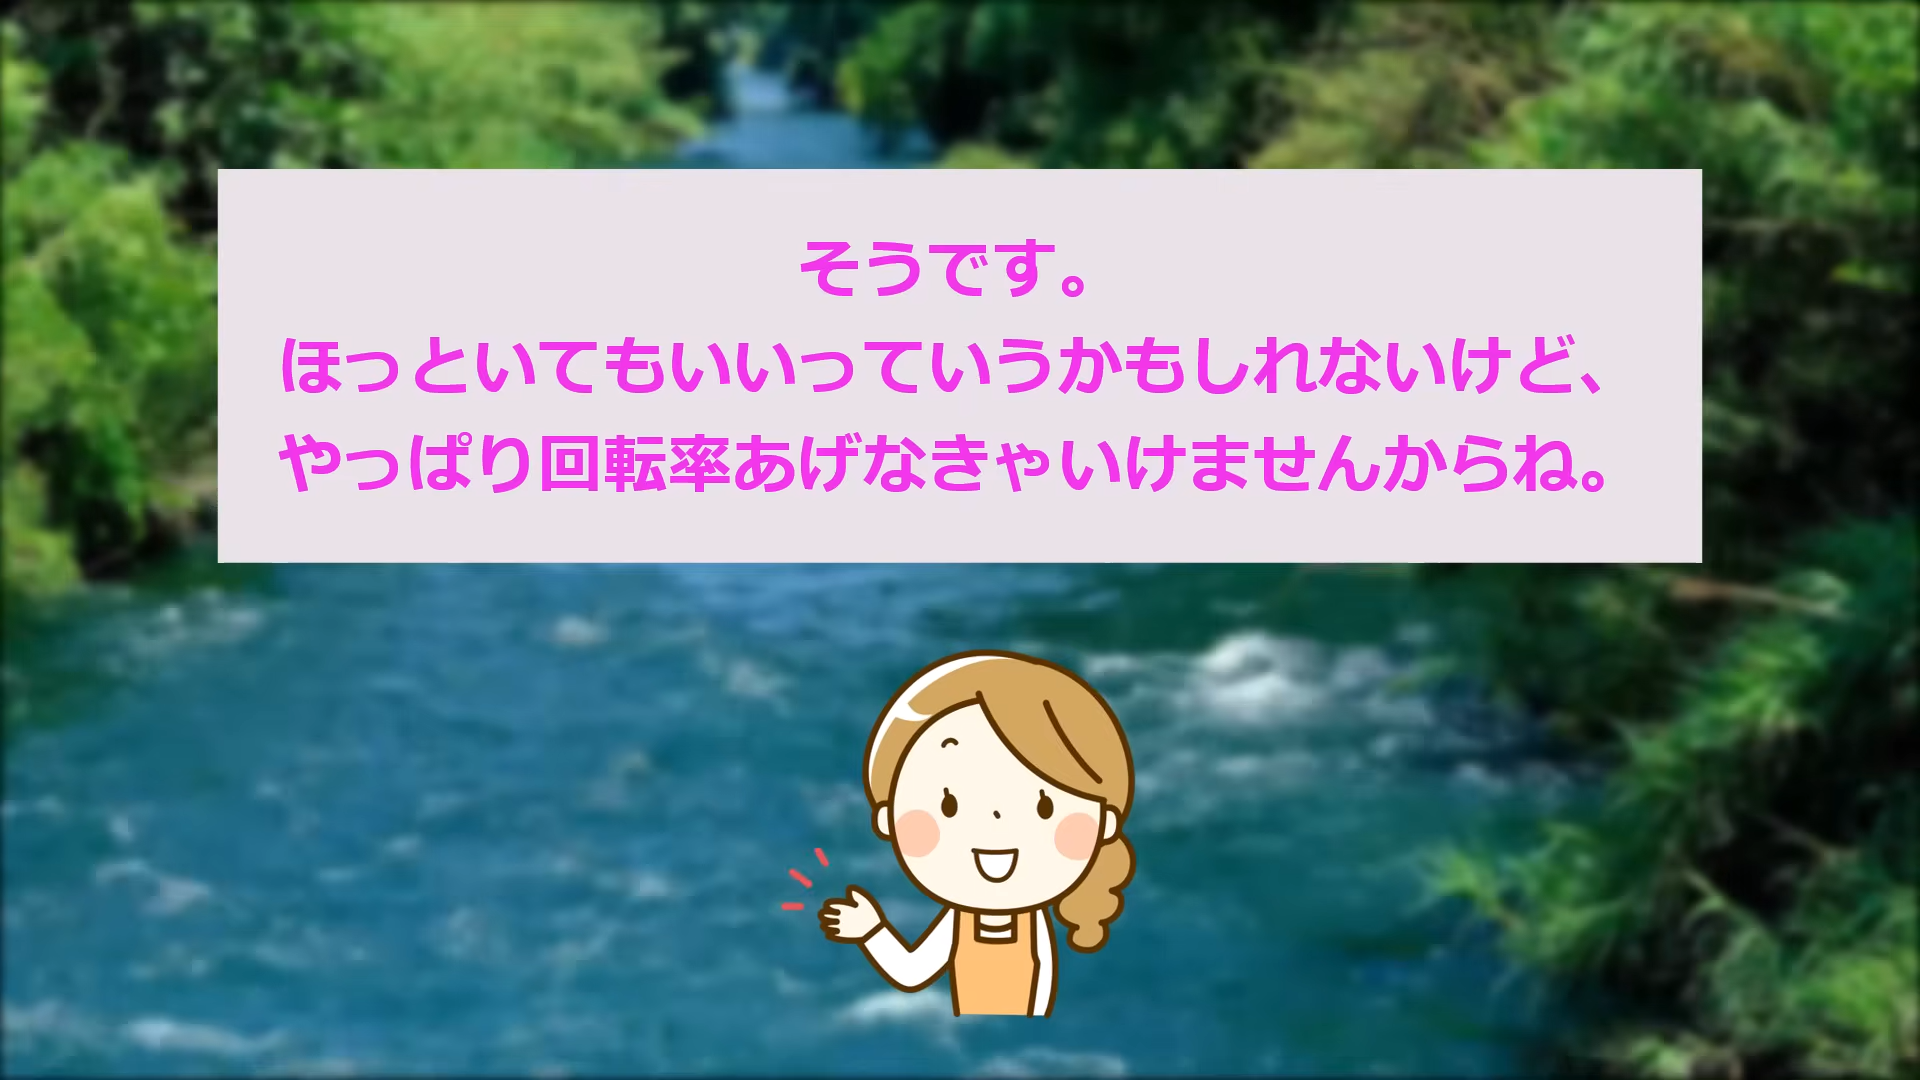 そうです。
ほっといてもいいっていうかもしれないけど、
やっぱり回転率あげなきゃいけませんからね。